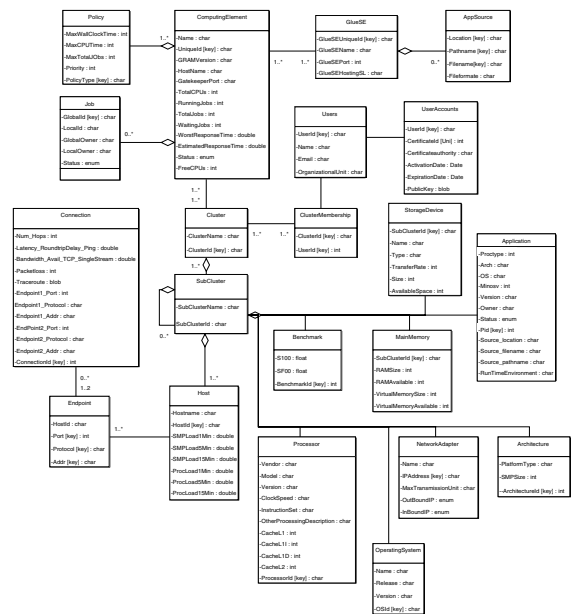 Policy
-MaxWallClockTime : int
-MaxCPUTime : int
-MaxTotalJObs : int
-Priority : int
-PolicyType [key] : char
1..*
ComputingElement
-Name : char
-UniqueId [key] : char
-GRAMVersion : char
-HostName : char
-GatekeeperPort : char
-TotalCPUs : int
-RunningJobs : int
-TotalJobs : int
-WaitingJobs : int
-WorstResponseTime : double
-EstimatedResponseTime : double
-Status : enum
-FreeCPUs : int
1..*
1..*
GlueSE
-GlueSEUniqueId [key] : char
-GlueSEName : char
-GlueSEPort : int
-GlueSEHostingSL : char
0..*
AppSource
-Location [key] : char
-Pathname [key] : char
-Filename[key] : char
-Fileformate : char
Job
-GlobalId [key] : char
-LocalId : char
-GlobalOwner : char
-LocalOwner : char
-Status : enum
0..*
Users
-UserId [key] : char
-Name : char
-Email : char
-OrganizationalUnit : char
UserAccounts
-UserId [key] : char
-CertificateId [Uni] : int
-Certificateauthority : char
-ActivationDate : Date
-ExpirationDate : Date
-PublicKey : blob
1..*
1..*
Cluster
-ClusterName : char
-ClusterId [key] : char
1..*
1..*
ClusterMembership
-ClusterId [key] : char
-UserId [key] : int
StorageDevice
-SubClusterId [key] : char
-Name : char
-Type : char
-TransferRate : int
-Size : int
-AvailableSpace : int
Connection
-Num_Hops : int
-Latency_RoundtripDelay_Ping : double
-Bandwidth_Avail_TCP_SingleStream : double
-Packetloss : int
-Traceroute : blob
-Endpoint1_Port : int
Endpoint1_Protocol : char
-Endpoint1_Addr : char
-EndPoint2_Port : int
-Endpoint2_Protocol : char
-Endpoint2_Addr : char
-ConnectionId [key] : int
Application
-Proctype : int
-Arch : char
-OS : char
-Minosv : int
-Version : char
-Owner : char
-Status : enum
-Pid [key] : int
-Source_location : char
-Source_filename : char
-Source_pathname : char
-RunTimeEnvironment : char
1..*
SubCluster
-SubClusterName : char
SubClusterId : char
0..*
Benchmark
-S100 : float
-SF00 : float
-BenchmarkId [key] : int
MainMemory
-SubClusterId [key] : char
-RAMSize : int
-RAMAvailable : int
-VirtualMemorySize : int
-VirtualMemoryAvailable : int
0..*
1..2
1..*
Endpoint
-HostId : char
-Port [key] : int
-Protocol [key] : char
-Addr [key] : char
1..*
Host
-Hostname : char
-HostId [key] : char
-SMPLoad1Min : double
-SMPLoad5Min : double
-SMPLoad15Min : double
-ProcLoad1Min : double
-ProcLoad5Min : double
-ProcLoad15Min : double
Processor
-Vendor : char
-Model : char
-Version : char
-ClockSpeed : int
-InstructionSet : char
-OtherProcessingDescription : char
-CacheL1 : int
-CacheL1I : int
-CacheL1D : int
-CacheL2 : int
-ProcessorId [key] : char
NetworkAdapter
-Name : char
-IPAddress [key] : char
-MaxTransmissionUnit : char
-OutBoundIP : enum
-InBoundIP : enum
Architecture
-PlatformType : char
-SMPSize : int
-ArchitectureId [key] : int
OperatingSystem
-Name : char
-Release : char
-Version : char
-OSId [key] : char